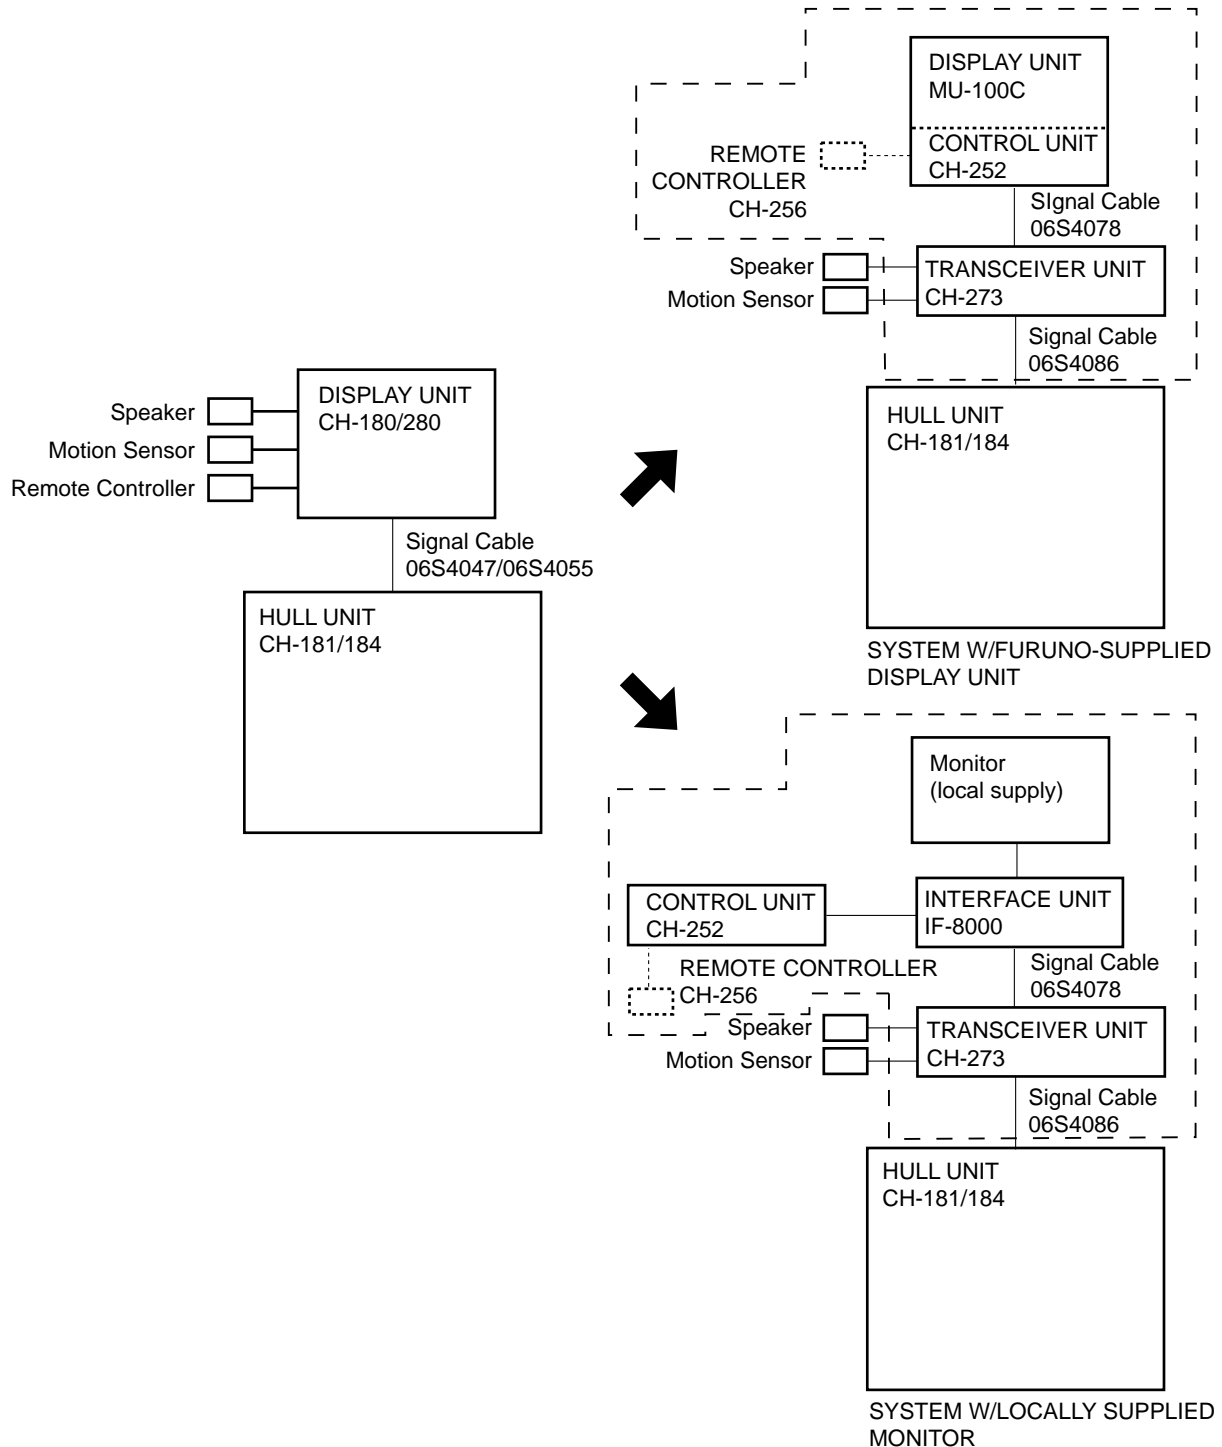 DISPLAY UNIT
MU-100C
CONTROL UNIT
CH-252
REMOTE
CONTROLLER
CH-256
SIgnal Cable
06S4078
Speaker
Motion Sensor
TRANSCEIVER UNIT
CH-273
Signal Cable
06S4086
HULL UNIT
CH-181/184
SYSTEM W/FURUNO-SUPPLIED
DISPLAY UNIT
Speaker
Motion Sensor
Remote Controller
DISPLAY UNIT
CH-180/280
Signal Cable
06S4047/06S4055
HULL UNIT
CH-181/184
Monitor
(local supply)
CONTROL UNIT
CH-252
INTERFACE UNIT
IF-8000
REMOTE CONTROLLER
CH-256
Signal Cable
06S4078
Speaker
Motion Sensor
TRANSCEIVER UNIT
CH-273
Signal Cable
06S4086
HULL UNIT
CH-181/184
SYSTEM W/LOCALLY SUPPLIED
MONITOR